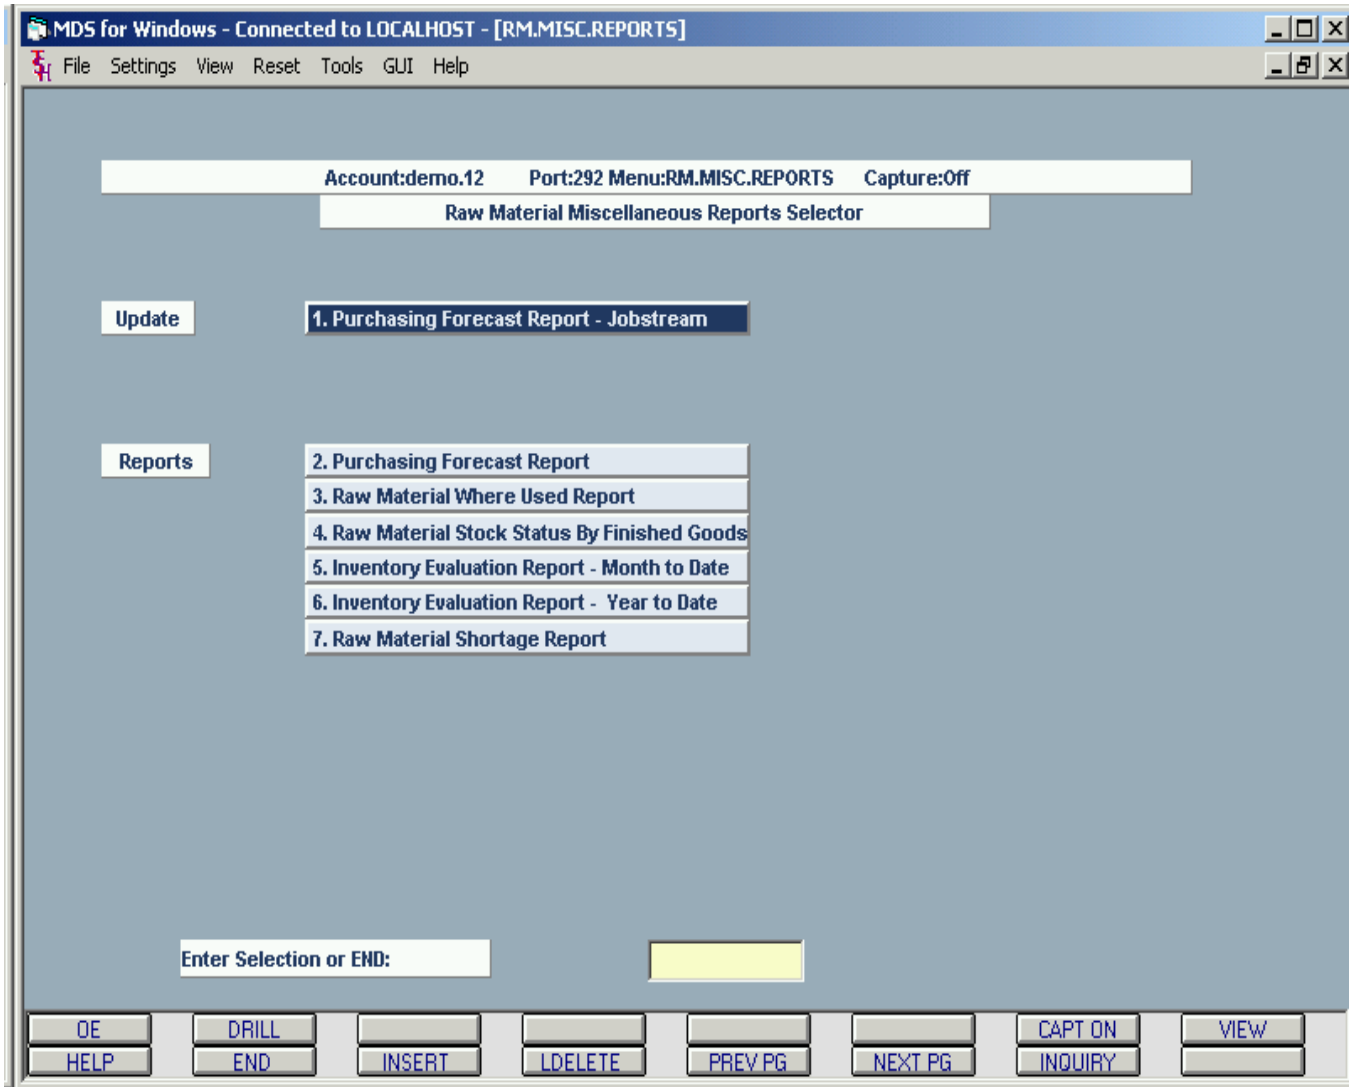 MDS for Windows - Connected to LOCALHOST - [RM.MISC.REPORTS]
File Settings View Reset Tools GUI Help
Account:demo.12 Port:292 Menu:RM.MISC.REPORTS Capture:Off
Raw Material Miscellaneous Reports Selector
Update 1. Purchasing Forecast Report - Jobstream
Reports 2. Purchasing Forecast Report
3. Raw Material Where Used Report
4. Raw Material Stock Status By Finished Goods
5. Inventory Evaluation Report - Month to Date
6. Inventory Evaluation Report - Year to Date
7. Raw Material Shortage Report
Enter Selection or END:
OE DRILL CAPT ON VIEW
HELP END INSERT LDELETE PREV PG NEXT PG INQUIRY